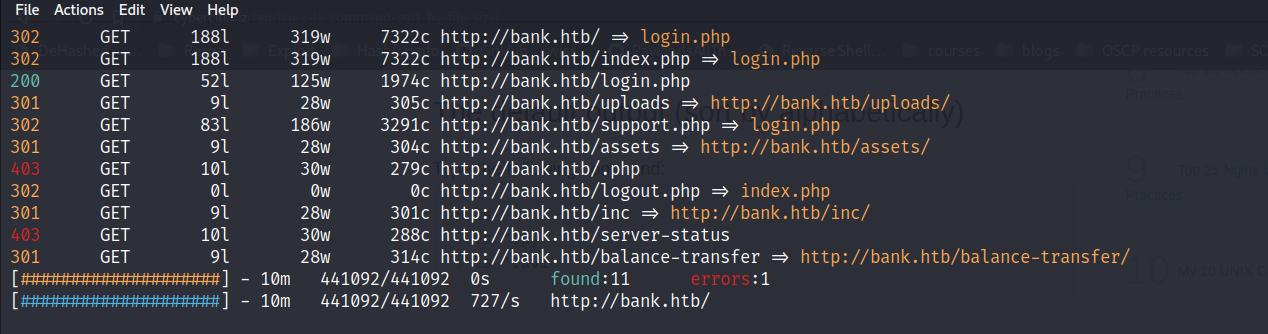 File Actions Edit View Help
302 GET 188l 319w 7322c http://bank.htb/ => login.php
302 GET 188l 319w 7322c http://bank.htb/index.php => login.php
200 GET 52l 125w 1974c http://bank.htb/login.php
301 GET 9l 28w 305c http://bank.htb/uploads => http://bank.htb/uploads/
302 GET 83l 186w 3291c http://bank.htb/support.php => login.php
301 GET 9l 28w 304c http://bank.htb/assets => http://bank.htb/assets/
403 GET 10l 30w 279c http://bank.htb/.php
302 GET 0l 0w 0c http://bank.htb/logout.php => index.php
301 GET 9l 28w 301c http://bank.htb/inc => http://bank.htb/inc/
403 GET 10l 30w 288c http://bank.htb/server-status
301 GET 9l 28w 314c http://bank.htb/balance-transfer => http://bank.htb/balance-transfer/
[####################] - 10m 441092/441092 0s found:11 errors:1
[####################] - 10m 441092/441092 727/s http://bank.htb/